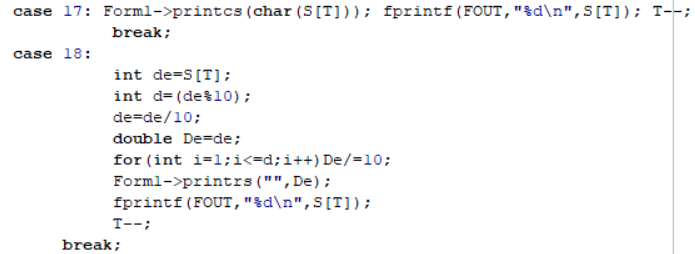 case 17: Form1->printcs(char(S[T])); fprintf(FOUT,"%d\n",S[T]); T--;
break;
case 18:
int de=S[T];
int d=(de%10);
de=de/10;
double De=de;
for(int i=1;i<=d;i++)De/=10;
Form1->printrs("",De);
fprintf(FOUT,"%d\n",S[T]);
T--;
break;